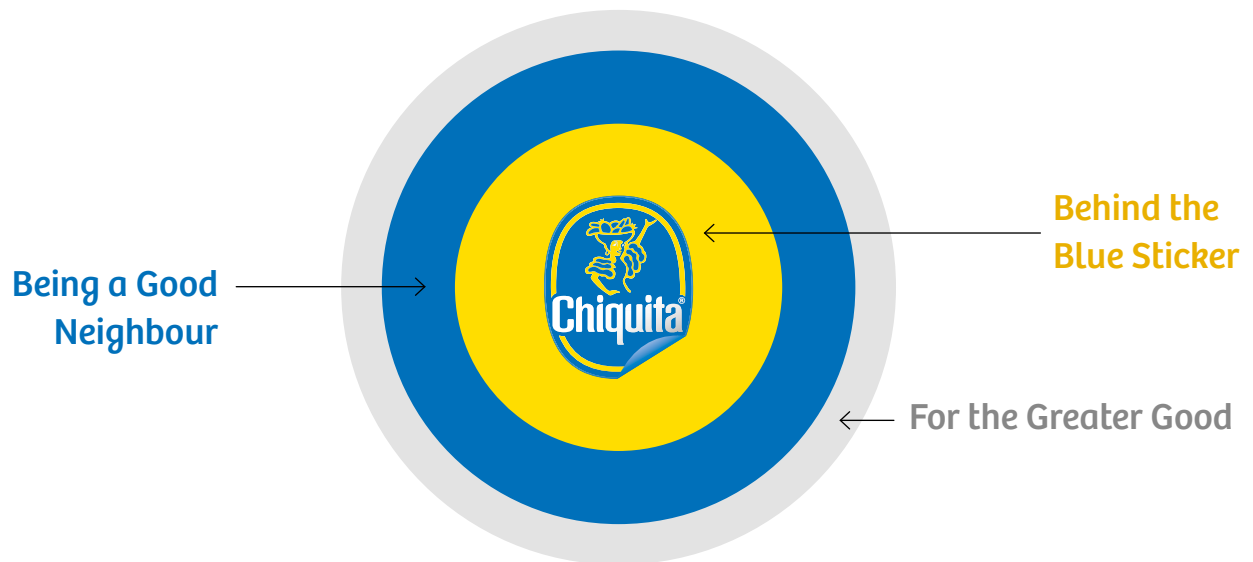 Behind the
Blue Sticker
Being a Good
Neighbour
Chiquita®
For the Greater Good